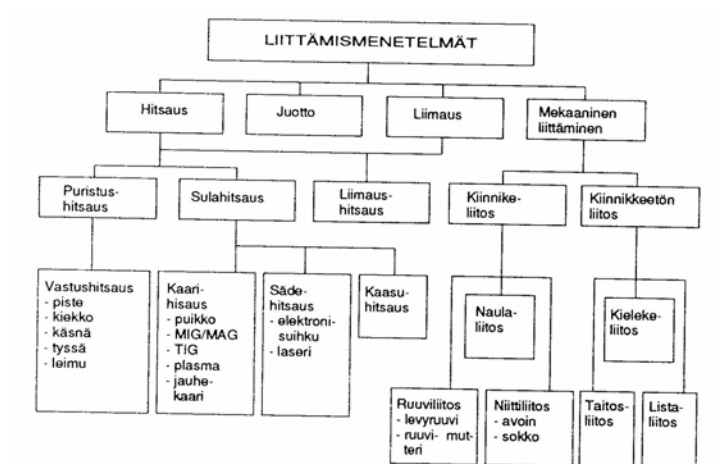 LIITTÄMISMENETELMÄT
Hitsaus
Juotto
Liimaus
Mekaaninen
liittäminen
Puristus-
hitsaus
Sulahitsaus
Liimaus-
hitsaus
Kiinnike-
liitos
Kiinnikkeetön
liitos
Vastushitsaus
- piste
- kiekko
- käsnä
- tyssä
- leimu
Kaari-
hisaus
- puikko
- MIG/MAG
- TIG
- plasma
- jauhe-
kaari
Säde-
hitsaus
- elektroni-
suihku
- laseri
Kaasu-
hitsaus
Naula-
liitos
Kieleke-
liitos
Ruuviliitos
- levyruuvi
- ruuvi- mut-
teri
Niittiliitos
- avoin
- sokko
Taitos-
liitos
Lista-
liitos